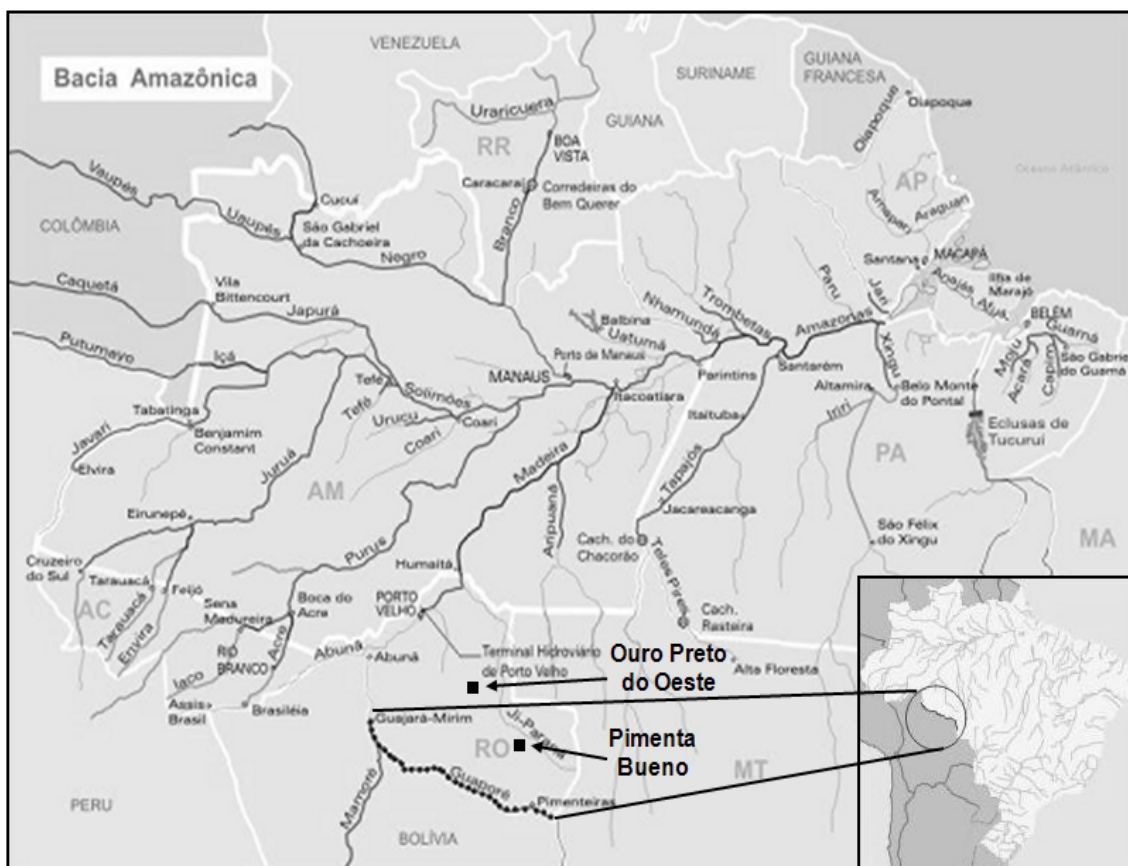 VENEZUELA
SURINAME
GUIANA
FRANCESA
Bacia Amazônica
Uraricuera
GUIANA
Oiapoque
Oiapoque
RR
BOA
VISTA
Caracaraí
Corredeiras do
Bem Querer
Oceano Atlântico
AP
Amapari
Araguari
Vaupés
COLÔMBIA
Uaupés
Cucuí
São Gabriel
da Cachoeira
Negro
Branco
Santana
MACAPÁ
Ilha de
Marajó
Anajás
Afuá
Caquetá
Vila
Bittencourt
Japurá
Nhamundá
Trombetas
Paru
Jari
Amazonas
BELÉM
Guamá
Putumayo
Içá
Balbina
Uatumã
Porto de Manaus
MANAUS
Parintins
Santarém
Xingu
Moju
Acará
Capim
São Gabriel
do Guamá
Tefé
Tefé
Solimões
Itacoatiara
Altamira
Belo Monte
do Pontal
Tabatinga
Benjamim
Constant
Urucu
Coari
Coari
Itaituba
Iriri
Eclusas de
Tucuruí
Javari
Elvira
Juruá
Madeira
Tapajós
PA
AM
Jacareacanga
Eirunepé
Purus
Aripuanã
Cach. do
Chacorão
São Félix
do Xingu
MA
Cruzeiro
do Sul
Tarauacá
Feijó
Humaitá
Teles Pires
AC
Tarauacá
Envira
Sena
Madureira
Boca do
Acre
PORTO
VELHO
Cach.
Rasteira
RIO
BRANCO
Acre
Abunã
Abunã
Terminal Hidroviário
de Porto Velho
Ouro Preto
do Oeste
Alta Floresta
Iaco
Assis
Brasil
Brasiléia
Guajará-Mirim
Ji-Paraná
RO
Pimenta
Bueno
MT
Guaporé
Pimenteiras
Mamoré
PERU
BOLÍVIA